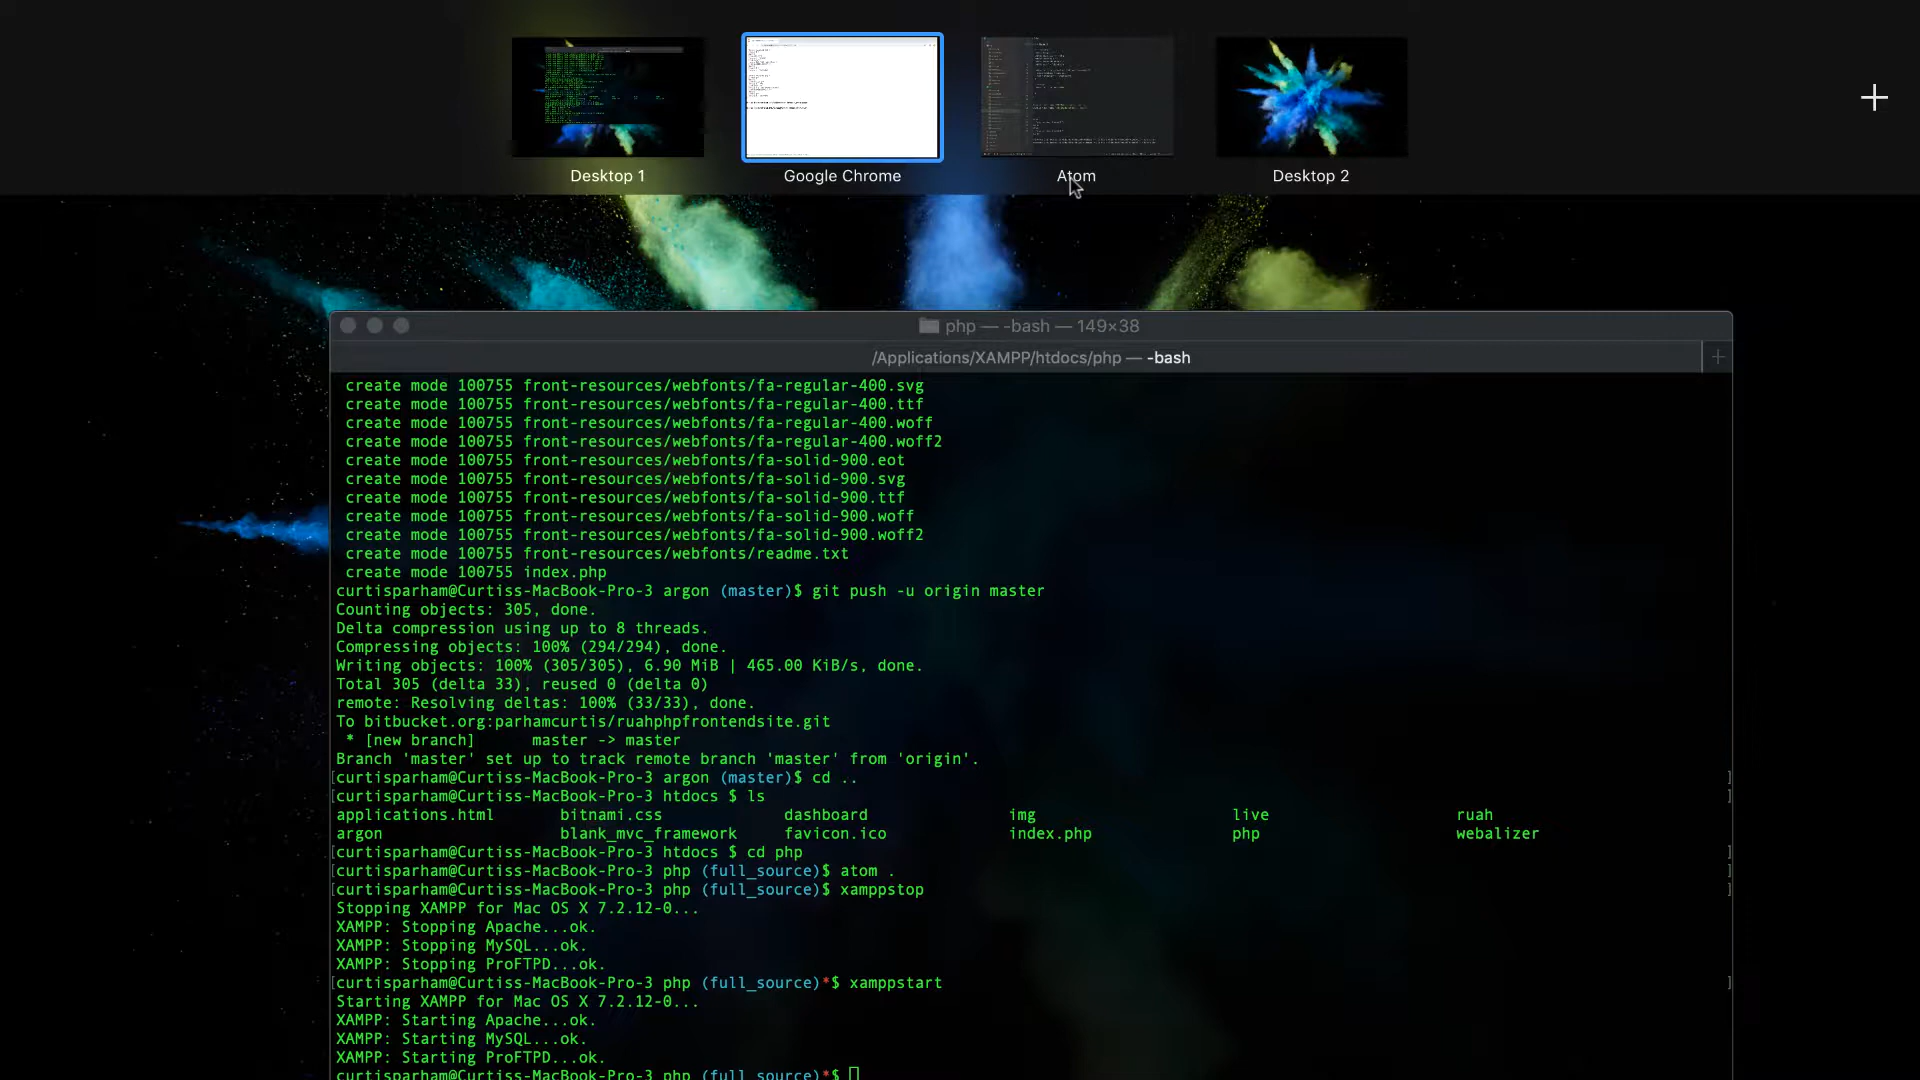 Desktop 1
Google Chrome
Atom
Desktop 2
php — -bash — 149×38
/Applications/XAMPP/htdocs/php — -bash
create mode 100755 front-resources/webfonts/fa-regular-400.svg
create mode 100755 front-resources/webfonts/fa-regular-400.ttf
create mode 100755 front-resources/webfonts/fa-regular-400.woff
create mode 100755 front-resources/webfonts/fa-regular-400.woff2
create mode 100755 front-resources/webfonts/fa-solid-900.eot
create mode 100755 front-resources/webfonts/fa-solid-900.svg
create mode 100755 front-resources/webfonts/fa-solid-900.ttf
create mode 100755 front-resources/webfonts/fa-solid-900.woff
create mode 100755 front-resources/webfonts/fa-solid-900.woff2
create mode 100755 front-resources/webfonts/readme.txt
create mode 100755 index.php
curtisparham@Curtiss-MacBook-Pro-3 argon (master)$ git push -u origin master
Counting objects: 305, done.
Delta compression using up to 8 threads.
Compressing objects: 100% (294/294), done.
Writing objects: 100% (305/305), 6.90 MiB | 465.00 KiB/s, done.
Total 305 (delta 33), reused 0 (delta 0)
remote: Resolving deltas: 100% (33/33), done.
To bitbucket.org:parhamcurtis/ruahphpfrontendsite.git
* [new branch]      master -> master
Branch 'master' set up to track remote branch 'master' from 'origin'.
[curtisparham@Curtiss-MacBook-Pro-3 argon (master)$ cd .. ]
[curtisparham@Curtiss-MacBook-Pro-3 htdocs $ ls ]
applications.html bitnami.css dashboard img live ruah
argon blank_mvc_framework favicon.ico index.php php webalizer
[curtisparham@Curtiss-MacBook-Pro-3 htdocs $ cd php ]
[curtisparham@Curtiss-MacBook-Pro-3 php (full_source)$ atom . ]
[curtisparham@Curtiss-MacBook-Pro-3 php (full_source)$ xamppstop ]
Stopping XAMPP for Mac OS X 7.2.12-0...
XAMPP: Stopping Apache...ok.
XAMPP: Stopping MySQL...ok.
XAMPP: Stopping ProFTPD...ok.
[curtisparham@Curtiss-MacBook-Pro-3 php (full_source)*$ xamppstart ]
Starting XAMPP for Mac OS X 7.2.12-0...
XAMPP: Starting Apache...ok.
XAMPP: Starting MySQL...ok.
XAMPP: Starting ProFTPD...ok.
curtisparham@Curtiss-MacBook-Pro-3 php (full_source)*$